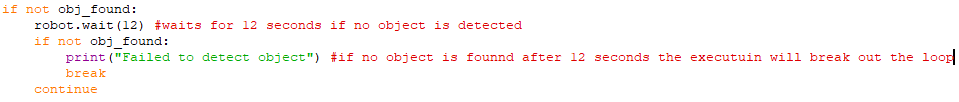 if not obj_found:
    robot.wait(12) #waits for 12 seconds if no object is detected
    if not obj_found:
        print("Failed to detect object") #if no object is founnd after 12 seconds the executuin will break out the loop
        break
    continue